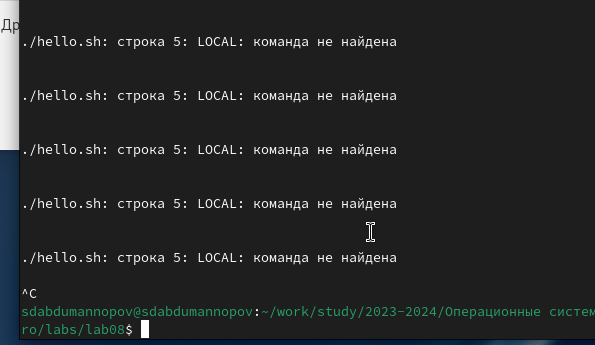 Др
./hello.sh: строка 5: LOCAL: команда не найдена
./hello.sh: строка 5: LOCAL: команда не найдена
./hello.sh: строка 5: LOCAL: команда не найдена
./hello.sh: строка 5: LOCAL: команда не найдена
./hello.sh: строка 5: LOCAL: команда не найдена
^C
sdabdumannopov@sdabdumannopov:~/work/study/2023-2024/Операционные систем
ro/labs/lab08$